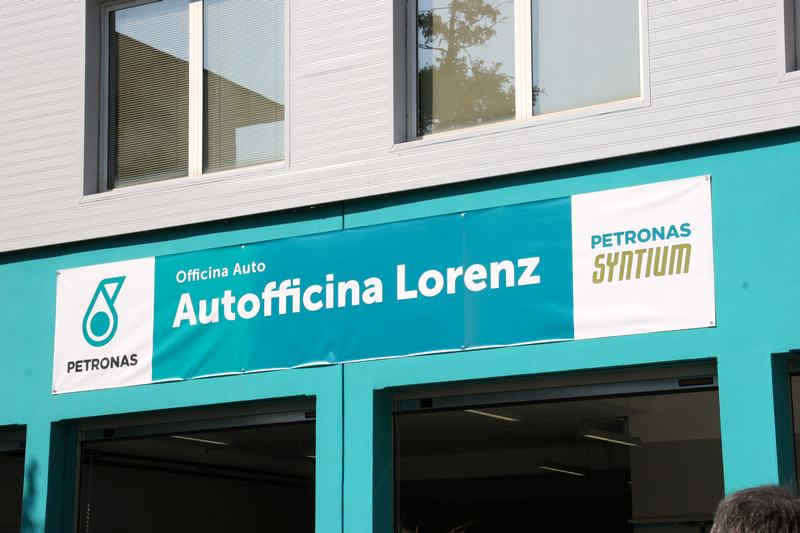 PETRONAS
Officina Auto
Autofficina Lorenz
PETRONAS
SYNTIUM